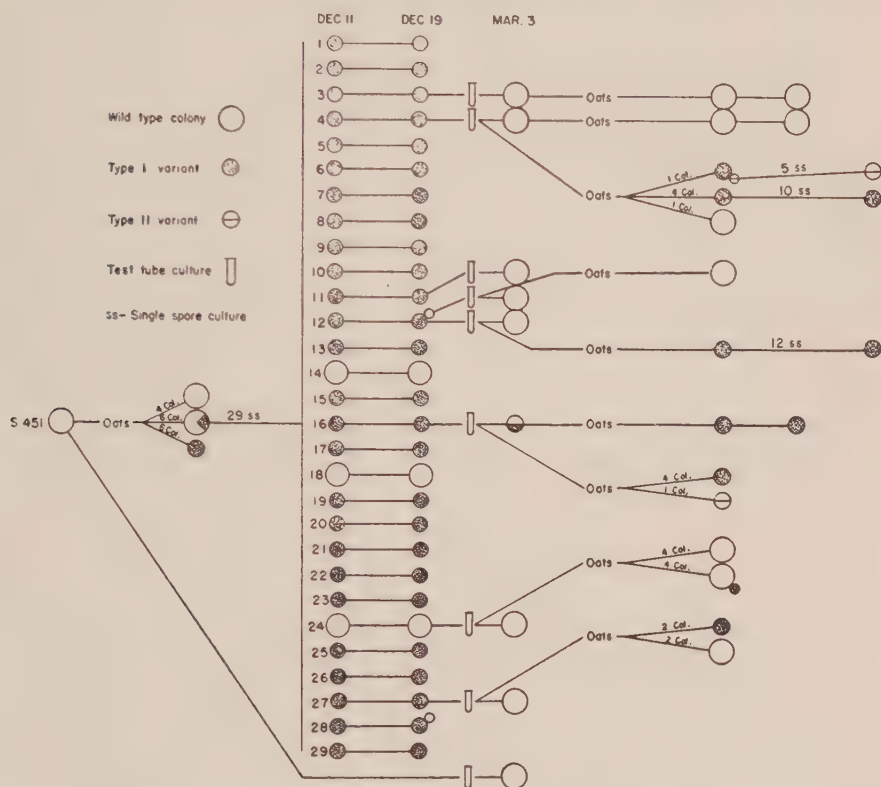 DEC 11 DEC 19 MAR. 3
Wild type colony
Type I variant
Type II variant
Test tube culture
ss- Single spore culture
S 451
Oats
4 Col.
6 Col.
5 Col.
29 ss
1
2
3 Oats
4 Oats
5
6
7
8
9
10
11
12
13
14
15
16
17
18
19
20
21
22
23
24
25
26
27
28
29
Oats
1 Col.
9 Col.
1 Col.
5 ss
10 ss
Oats
Oats
12 ss
Oats
Oats
4 Col.
1 Col.
Oats
4 Col.
4 Col.
Oats
2 Col.
2 Col.